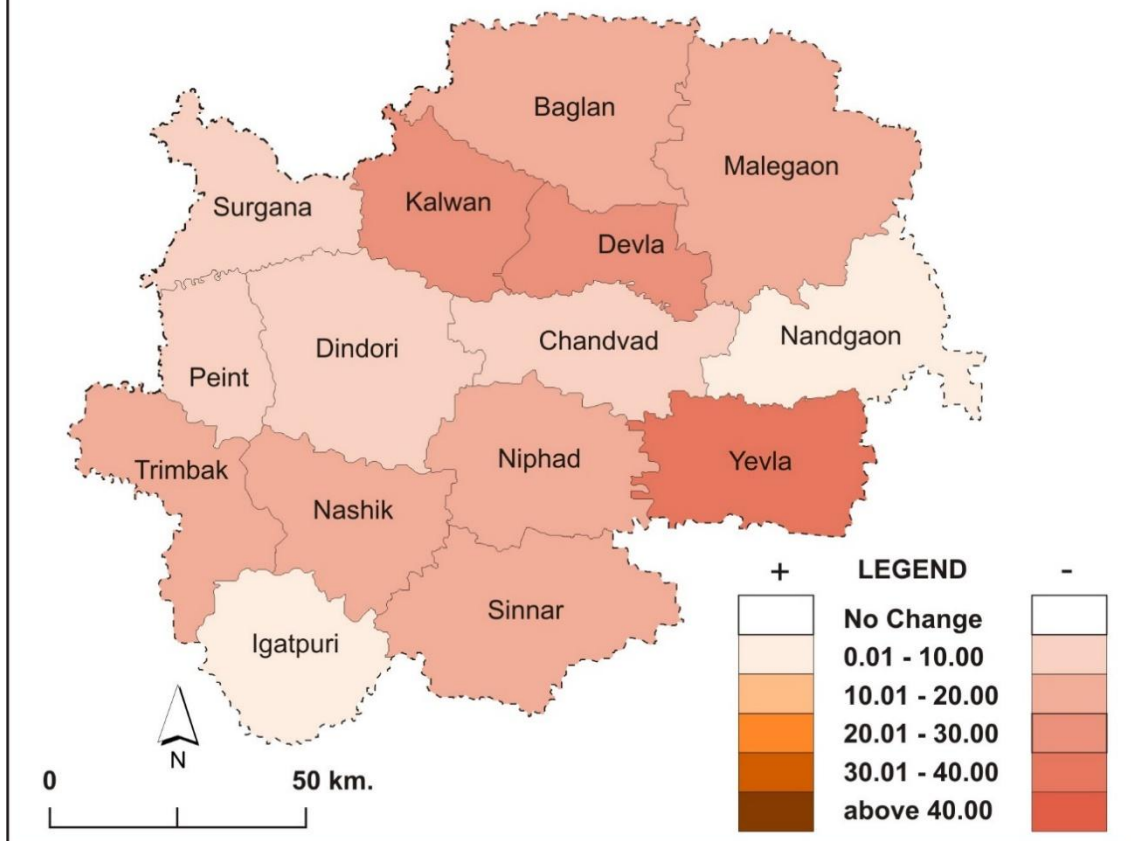 Baglan
Malegaon
Surgana
Kalwan
Devla
Nandgaon
Chandvad
Dindori
Peint
Niphad
Yevla
Trimbak
Nashik
Sinnar
Igatpuri
N
0 50 km.
+ LEGEND -
No Change
0.01 - 10.00
10.01 - 20.00
20.01 - 30.00
30.01 - 40.00
above 40.00